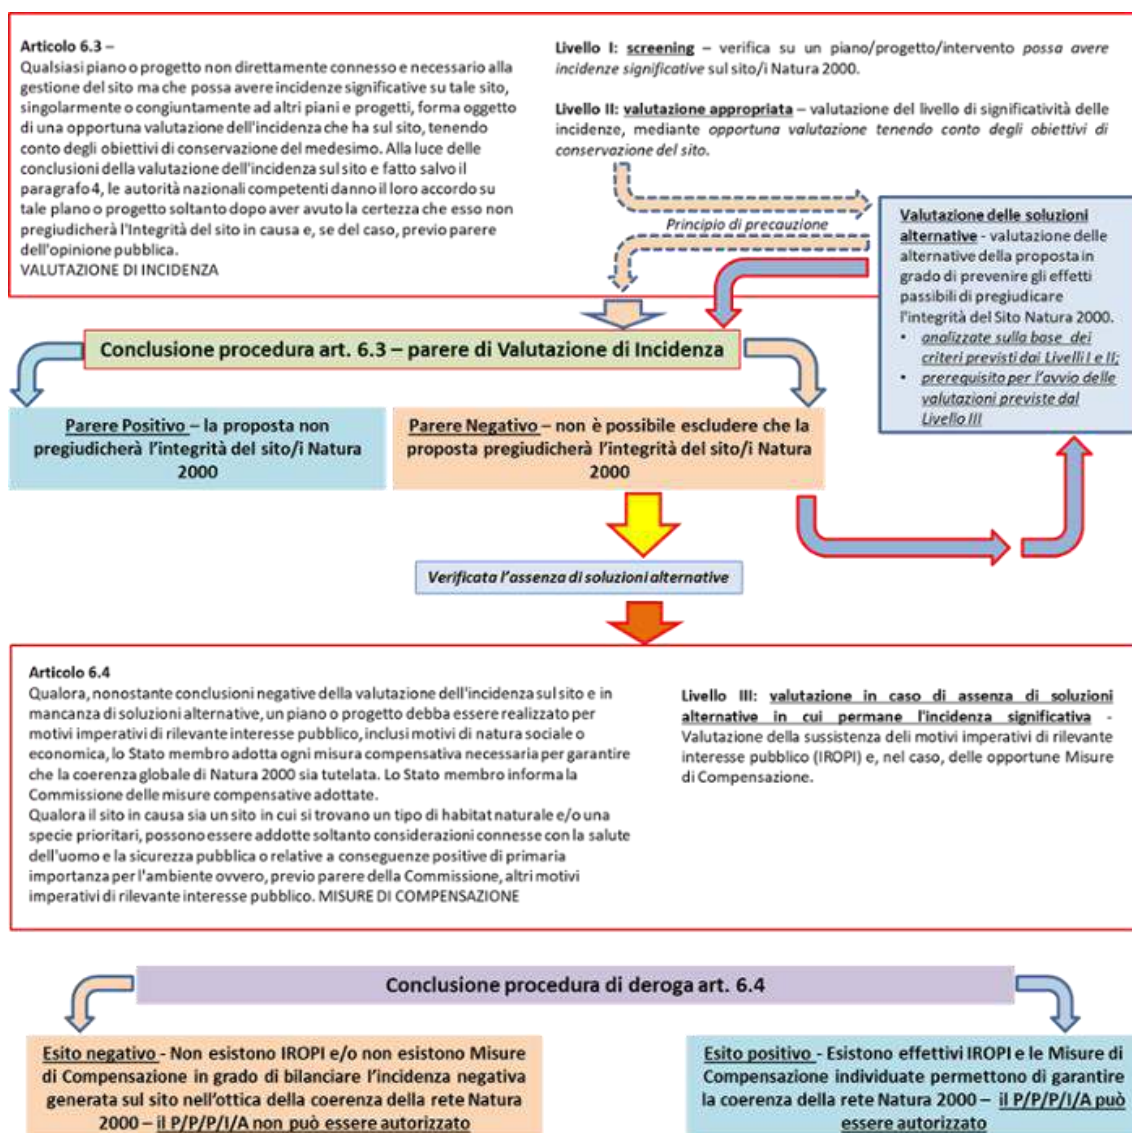 Articolo 6.3 –
Qualsiasi piano o progetto non direttamente connesso e necessario alla
gestione del sito ma che possa avere incidenze significative su tale sito,
singolarmente o congiuntamente ad altri piani e progetti, forma oggetto
di una opportuna valutazione dell'incidenza che ha sul sito, tenendo
conto degli obiettivi di conservazione del medesimo. Alla luce delle
conclusioni della valutazione dell'incidenza sul sito e fatto salvo il
paragrafo 4, le autorità nazionali competenti danno il loro accordo su
tale piano o progetto soltanto dopo aver avuto la certezza che esso non
pregiudicherà l'integrità del sito in causa e, se del caso, previo parere
dell'opinione pubblica.
VALUTAZIONE DI INCIDENZA
Livello I: screening – verifica su un piano/progetto/intervento possa avere
incidenze significative sul sito/i Natura 2000.
Livello II: valutazione appropriata – valutazione del livello di significatività delle
incidenze, mediante opportuna valutazione tenendo conto degli obiettivi di
conservazione del sito.
Principio di precauzione
Valutazione delle soluzioni
alternative - valutazione delle
alternative della proposta in
grado di prevenire gli effetti
passibili di pregiudicare
l'integrità del Sito Natura 2000.
• analizzate sulla base dei
criteri previsti dai Livelli I e II;
• prerequisito per l'avvio delle
valutazioni previste dal
Livello III
Conclusione procedura art. 6.3 – parere di Valutazione di Incidenza
Parere Positivo – la proposta non
pregiudicherà l'integrità del sito/i Natura
2000
Parere Negativo – non è possibile escludere che la
proposta pregiudicherà l'integrità del sito/i Natura
2000
Verificata l'assenza di soluzioni alternative
Articolo 6.4
Qualora, nonostante conclusioni negative della valutazione dell'incidenza sul sito e in
mancanza di soluzioni alternative, un piano o progetto debba essere realizzato per
motivi imperativi di rilevante interesse pubblico, inclusi motivi di natura sociale o
economica, lo Stato membro adotta ogni misura compensativa necessaria per garantire
che la coerenza globale di Natura 2000 sia tutelata. Lo Stato membro informa la
Commissione delle misure compensative adottate.
Qualora il sito in causa sia un sito in cui si trovano un tipo di habitat naturale e/o una
specie prioritari, possono essere addotte soltanto considerazioni connesse con la salute
dell'uomo e la sicurezza pubblica o relative a conseguenze positive di primaria
importanza per l'ambiente ovvero, previo parere della Commissione, altri motivi
imperativi di rilevante interesse pubblico. MISURE DI COMPENSAZIONE
Livello III: valutazione in caso di assenza di soluzioni
alternative in cui permane l'incidenza significativa -
Valutazione della sussistenza deli motivi imperativi di rilevante
interesse pubblico (IROPI) e, nel caso, delle opportune Misure
di Compensazione.
Conclusione procedura di deroga art. 6.4
Esito negativo - Non esistono IROPI e/o non esistono Misure
di Compensazione in grado di bilanciare l'incidenza negativa
generata sul sito nell'ottica della coerenza della rete Natura
2000 – il P/P/P/I/A non può essere autorizzato
Esito positivo - Esistono effettivi IROPI e le Misure di
Compensazione individuate permettono di garantire
la coerenza della rete Natura 2000 – il P/P/P/I/A può
essere autorizzato